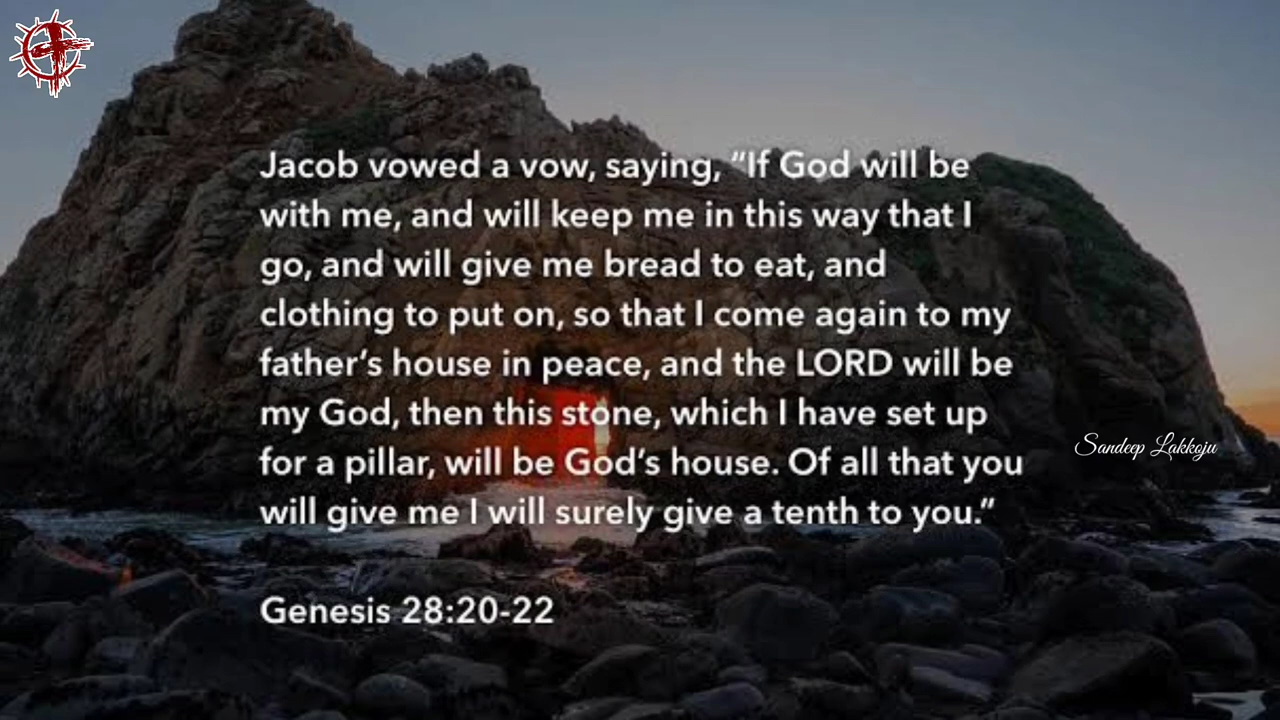 Jacob vowed a vow, saying, “If God will be
with me, and will keep me in this way that I
go, and will give me bread to eat, and
clothing to put on, so that I come again to my
father’s house in peace, and the LORD will be
my God, then this stone, which I have set up
for a pillar, will be God’s house. Of all that you
will give me I will surely give a tenth to you.”
Genesis 28:20-22
Sandeep Lakkoju